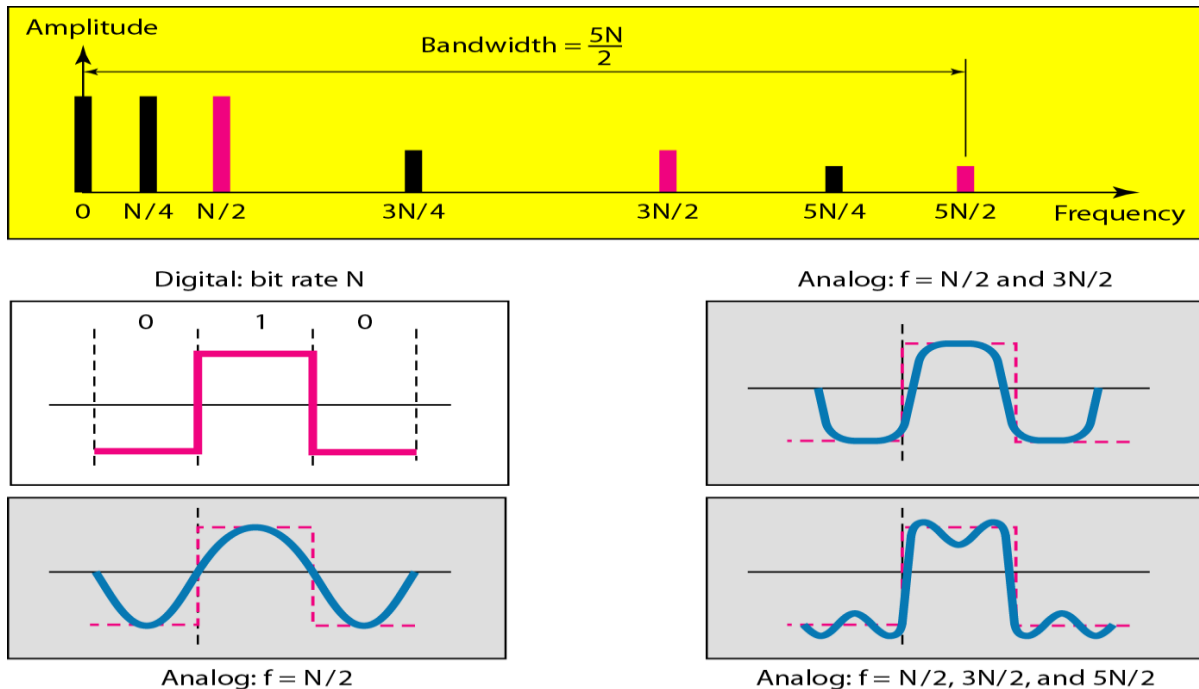 Amplitude
Bandwidth = 5N/2
0 N/4 N/2 3N/4 3N/2 5N/4 5N/2 Frequency
Digital: bit rate N
0 1 0
Analog: f = N/2
Analog: f = N/2 and 3N/2
Analog: f = N/2, 3N/2, and 5N/2